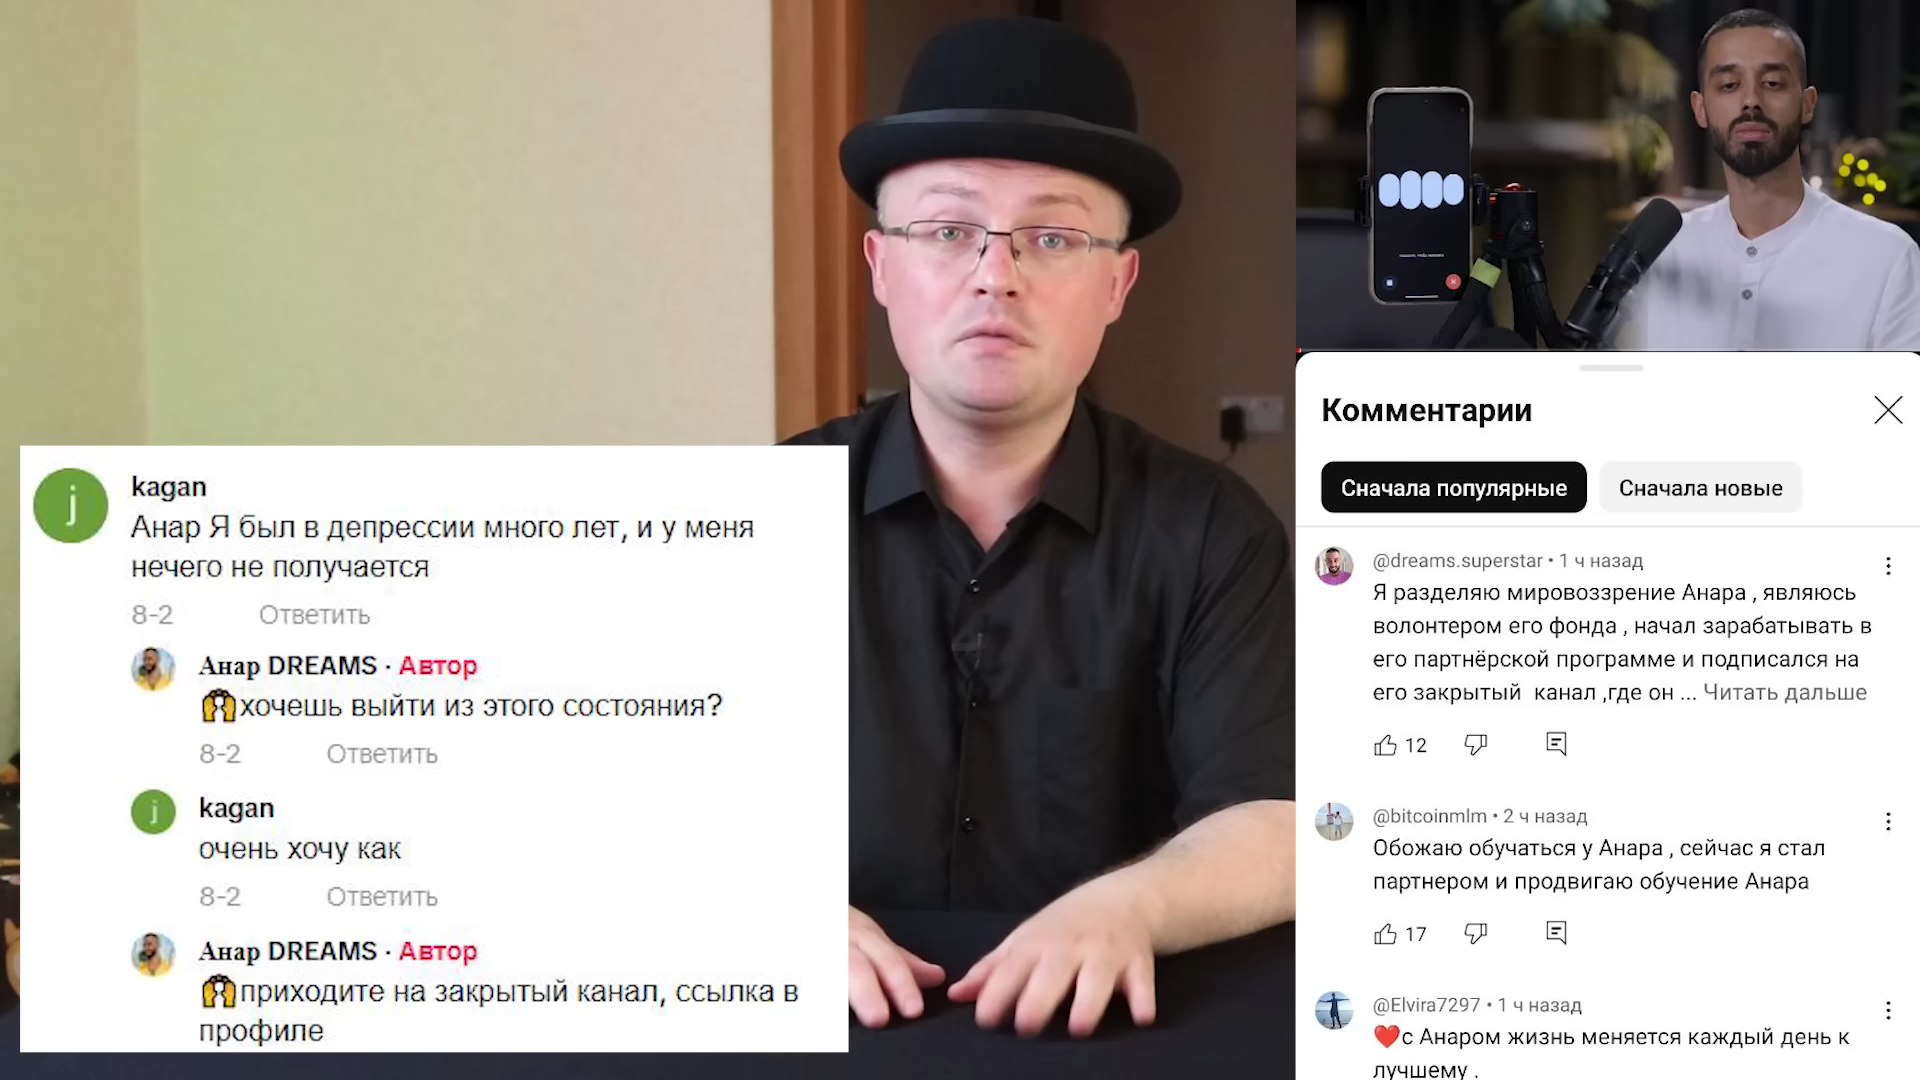 j
kagan
Анар Я был в депрессии много лет, и у меня
нечего не получается
8-2 Ответить
Анар DREAMS · Автор
🙌хочешь выйти из этого состояния?
8-2 Ответить
j
kagan
очень хочу как
8-2 Ответить
Анар DREAMS · Автор
🙌приходите на закрытый канал, ссылка в
профиле
Комментарии
Сначала популярные
Сначала новые
@dreams.superstar • 1 ч назад
Я разделяю мировоззрение Анара , являюсь
волонтером его фонда , начал зарабатывать в
его партнёрской программе и подписался на
его закрытый канал ,где он ... Читать дальше
12
@bitcoinmlm • 2 ч назад
Обожаю обучаться у Анара , сейчас я стал
партнером и продвигаю обучение Анара
17
@Elvira7297 • 1 ч назад
❤️с Анаром жизнь меняется каждый день к
лучшему .